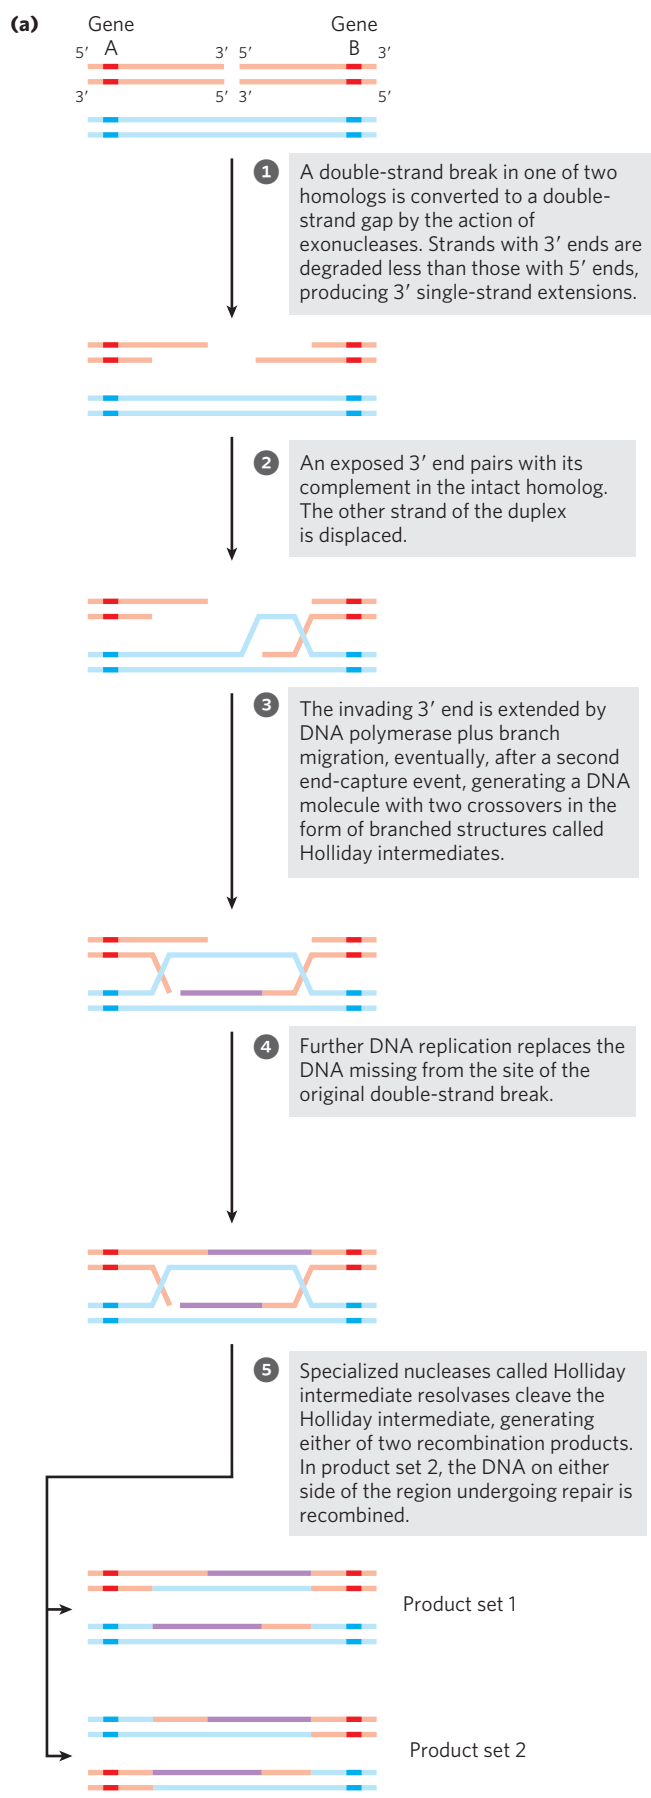 (a)
Gene Gene
A B
5′ 3′ 5′ 3′
3′ 5′ 3′ 5′
1 A double-strand break in one of two
homologs is converted to a double-
strand gap by the action of
exonucleases. Strands with 3′ ends are
degraded less than those with 5′ ends,
producing 3′ single-strand extensions.
2 An exposed 3′ end pairs with its
complement in the intact homolog.
The other strand of the duplex
is displaced.
3 The invading 3′ end is extended by
DNA polymerase plus branch
migration, eventually, after a second
end-capture event, generating a DNA
molecule with two crossovers in the
form of branched structures called
Holliday intermediates.
4 Further DNA replication replaces the
DNA missing from the site of the
original double-strand break.
5 Specialized nucleases called Holliday
intermediate resolvases cleave the
Holliday intermediate, generating
either of two recombination products.
In product set 2, the DNA on either
side of the region undergoing repair is
recombined.
Product set 1
Product set 2